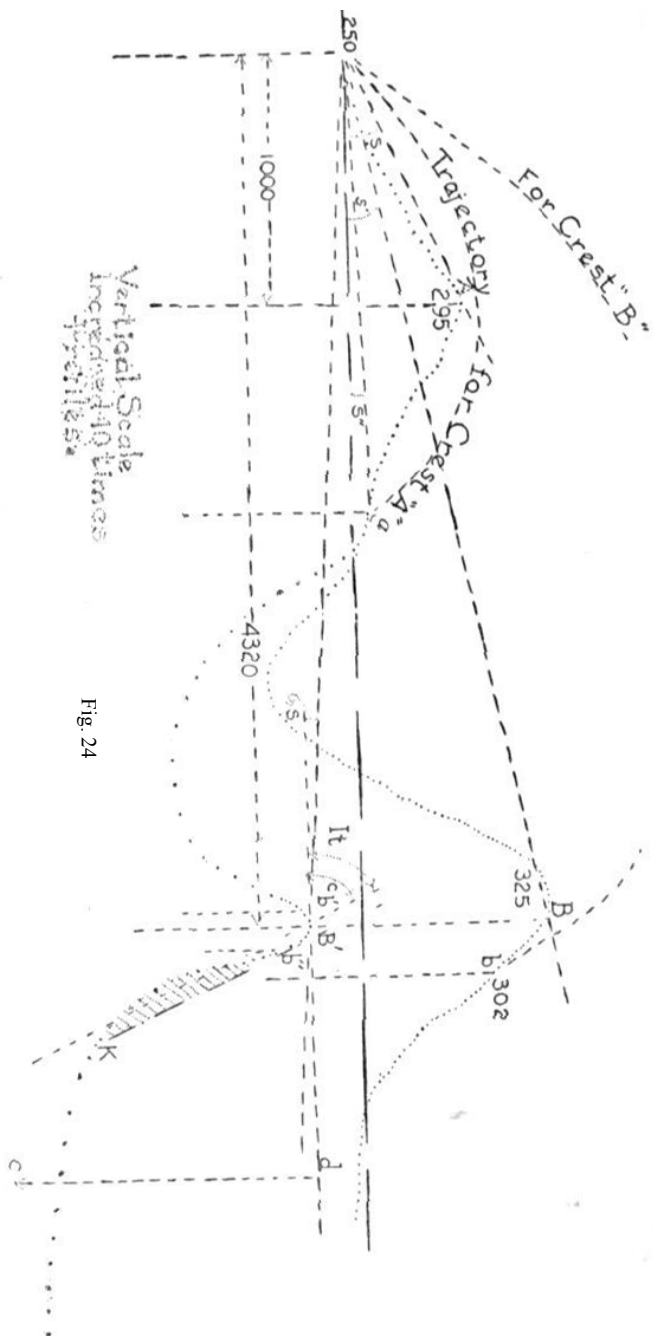 250
For Crest "B"
Trajectory for Crest "A"
S
S'
1000
295
S"
a
4320
Vertical Scale
increased 10 times
Fig. 24
S
It
c
b'
B'
b"
325
B
b
302
K
d
c